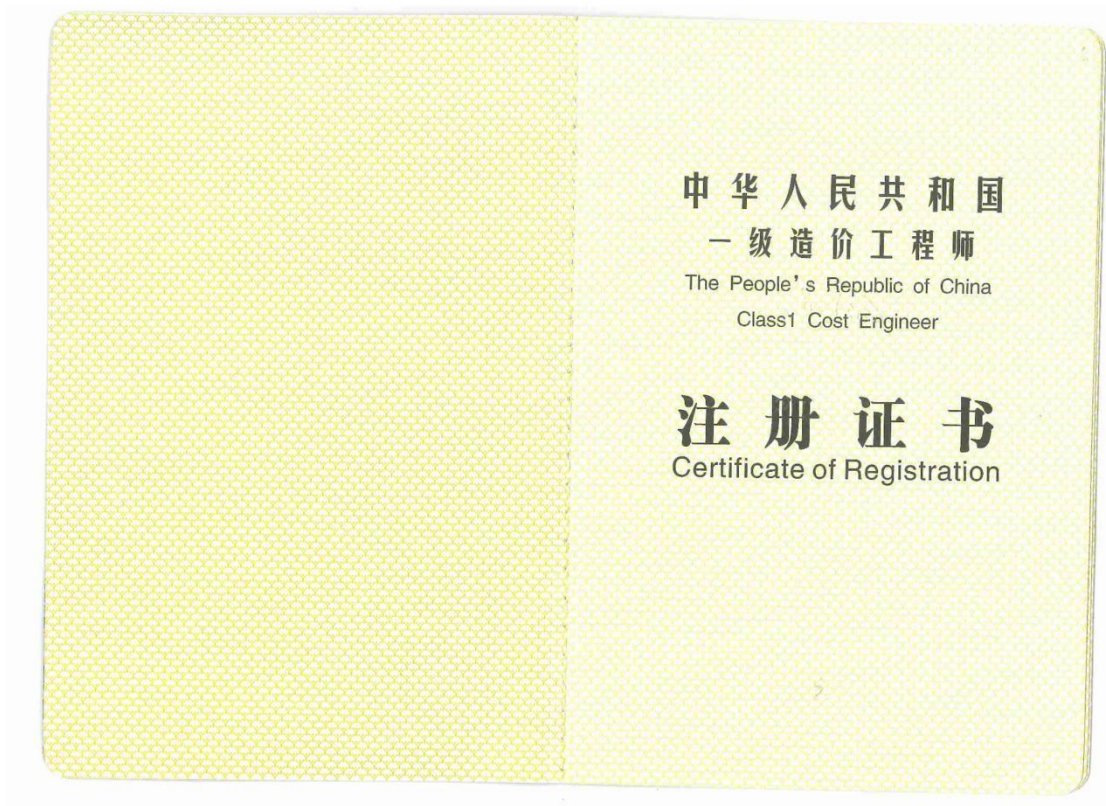 中华人民共和国
一级造价工程师
The People's Republic of China
Class1 Cost Engineer
注册证书
Certificate of Registration